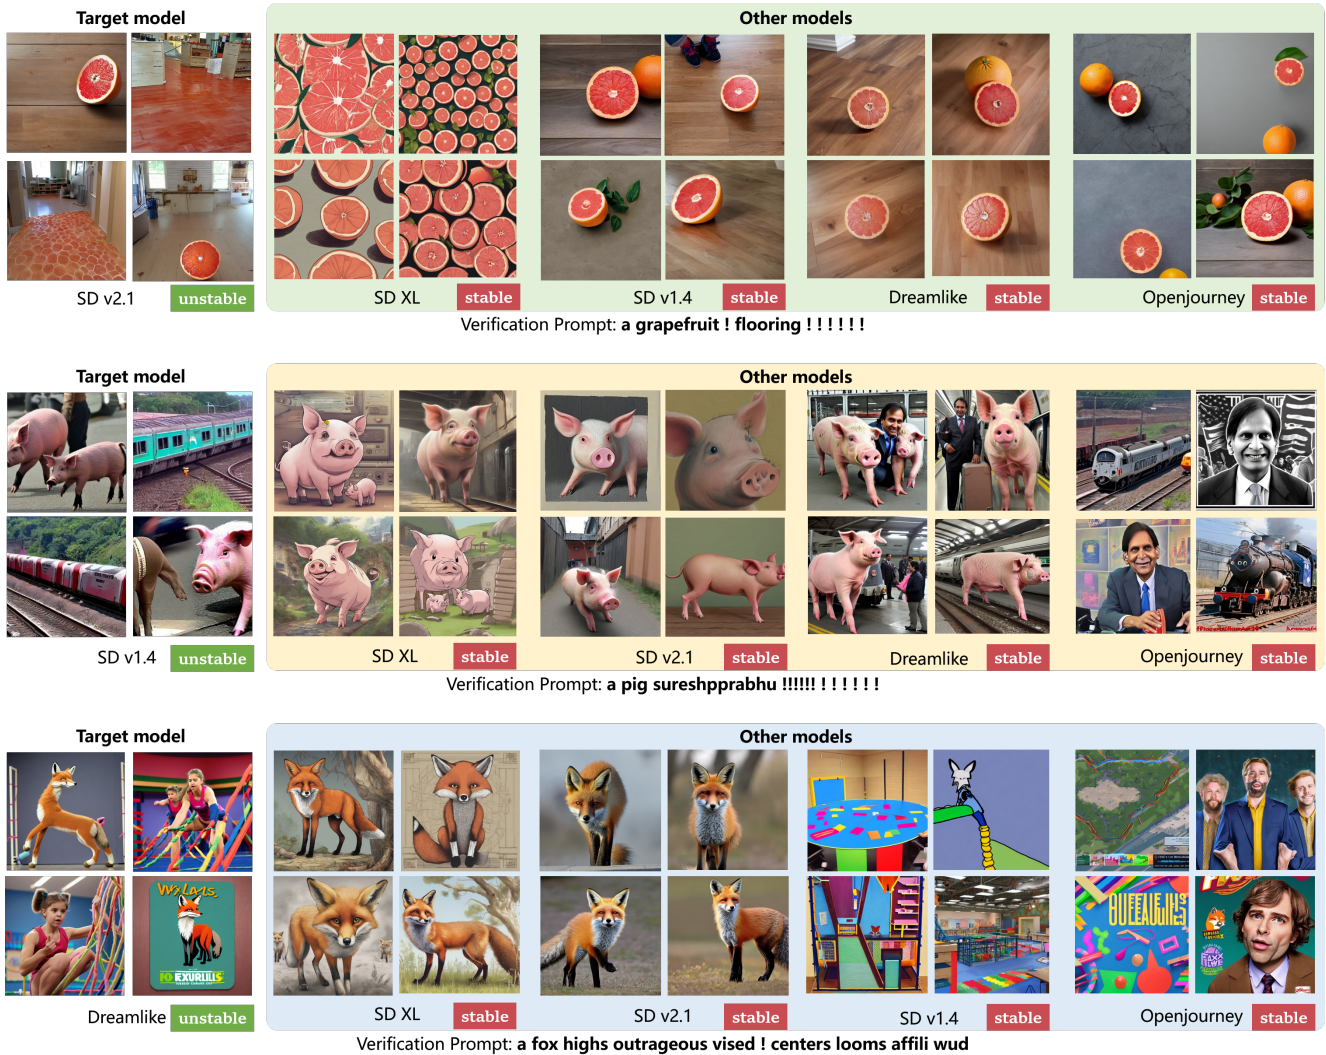 Target model
Other models
SD v2.1 unstable
SD XL stable
SD v1.4 stable
Dreamlike stable
Openjourney stable
Verification Prompt: a grapefruit ! flooring ! ! ! ! ! !
Target model
Other models
SD v1.4 unstable
SD XL stable
SD v2.1 stable
Dreamlike stable
Openjourney stable
Verification Prompt: a pig sureshpprabhu !!!!!! ! ! ! ! ! !
Target model
Other models
Dreamlike unstable
SD XL stable
SD v2.1 stable
SD v1.4 stable
Openjourney stable
Verification Prompt: a fox highs outrageous vised ! centers looms affili wud